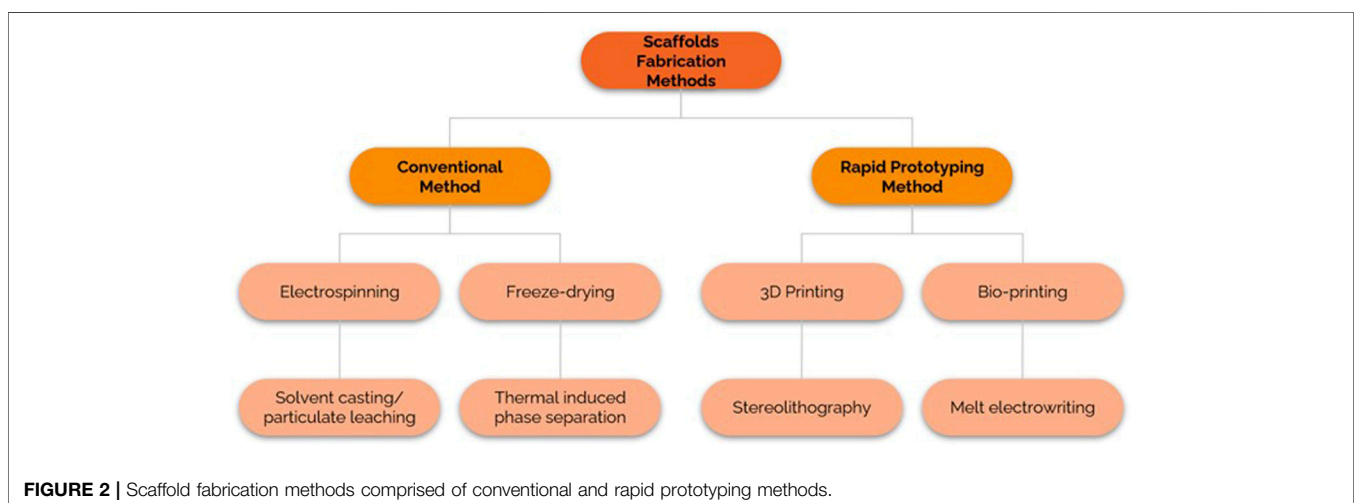 Scaffolds
Fabrication
Methods
Conventional
Method
Rapid Prototyping
Method
Electrospinning
Freeze-drying
3D Printing
Bio-printing
Solvent casting/
particulate leaching
Thermal induced
phase separation
Stereolithography
Melt electrowriting
FIGURE 2 | Scaffold fabrication methods comprised of conventional and rapid prototyping methods.